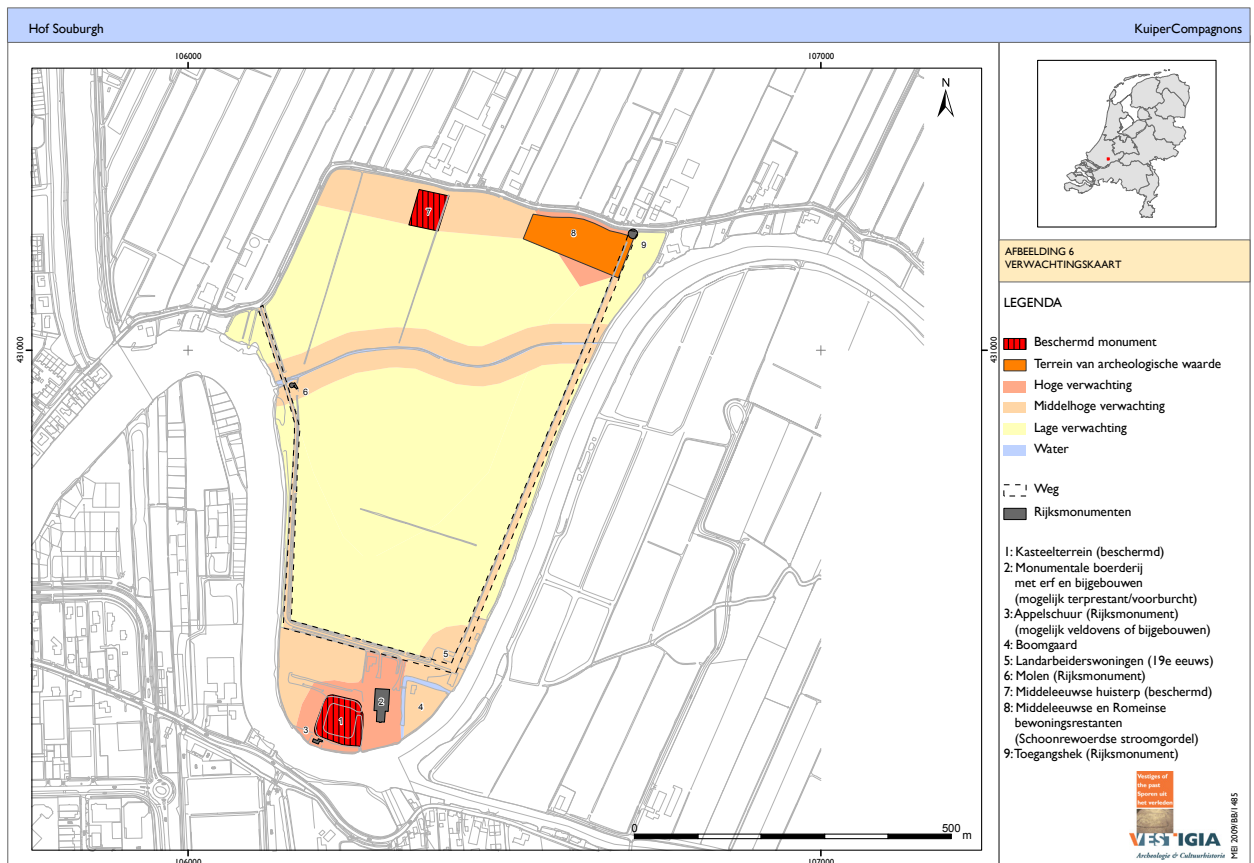 Hof Souburgh
KuiperCompagnons
106000
107000
N
431000
431000
7
8
9
6
5
4
3
2
1
0
500
m
106000
107000
AFBEELDING 6
VERWACHTINGSKAART
LEGENDA
Beschermd monument
Terrein van archeologische waarde
Hoge verwachting
Middelhoge verwachting
Lage verwachting
Water
Weg
Rijksmonumenten
1: Kasteelterrein (beschermd)
2: Monumentale boerderij
met erf en bijgebouwen
(mogelijk terprestant/voorburcht)
3: Appelschuur (Rijksmonument)
(mogelijk veldovens of bijgebouwen)
4: Boomgaard
5: Landarbeiderswoningen (19e eeuws)
6: Molen (Rijksmonument)
7: Middeleeuwse huisterp (beschermd)
8: Middeleeuwse en Romeinse
bewoningsrestanten
(Schoonrewoerdse stroomgordel)
9: Toegangshek (Rijksmonument)
Vestiges of
the past
Sporen uit
het verleden
VESTIGIA
Archeologie & Cultuurhistorie
MEI 2009/BB/1485